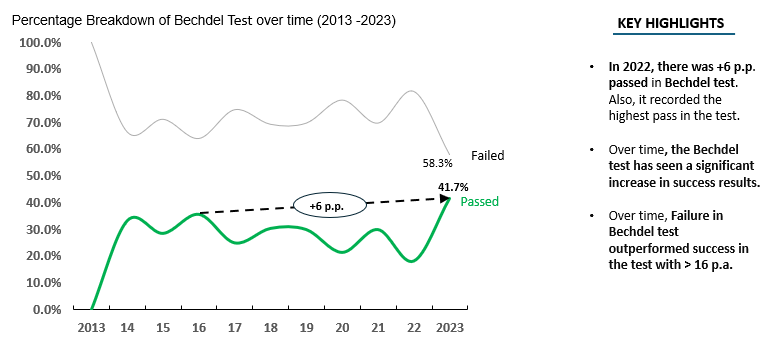 Percentage Breakdown of Bechdel Test over time (2013 -2023)
100.0%
90.0%
80.0%
70.0%
60.0%
50.0%
40.0%
30.0%
20.0%
10.0%
0.0%
2013 14 15 16 17 18 19 20 21 22 2023
58.3%
Failed
41.7%
Passed
+6 p.p.
KEY HIGHLIGHTS
• In 2022, there was +6 p.p.
passed in Bechdel test.
Also, it recorded the
highest pass in the test.
• Over time, the Bechdel
test has seen a significant
increase in success results.
• Over time, Failure in
Bechdel test
outperformed success in
the test with > 16 p.a.